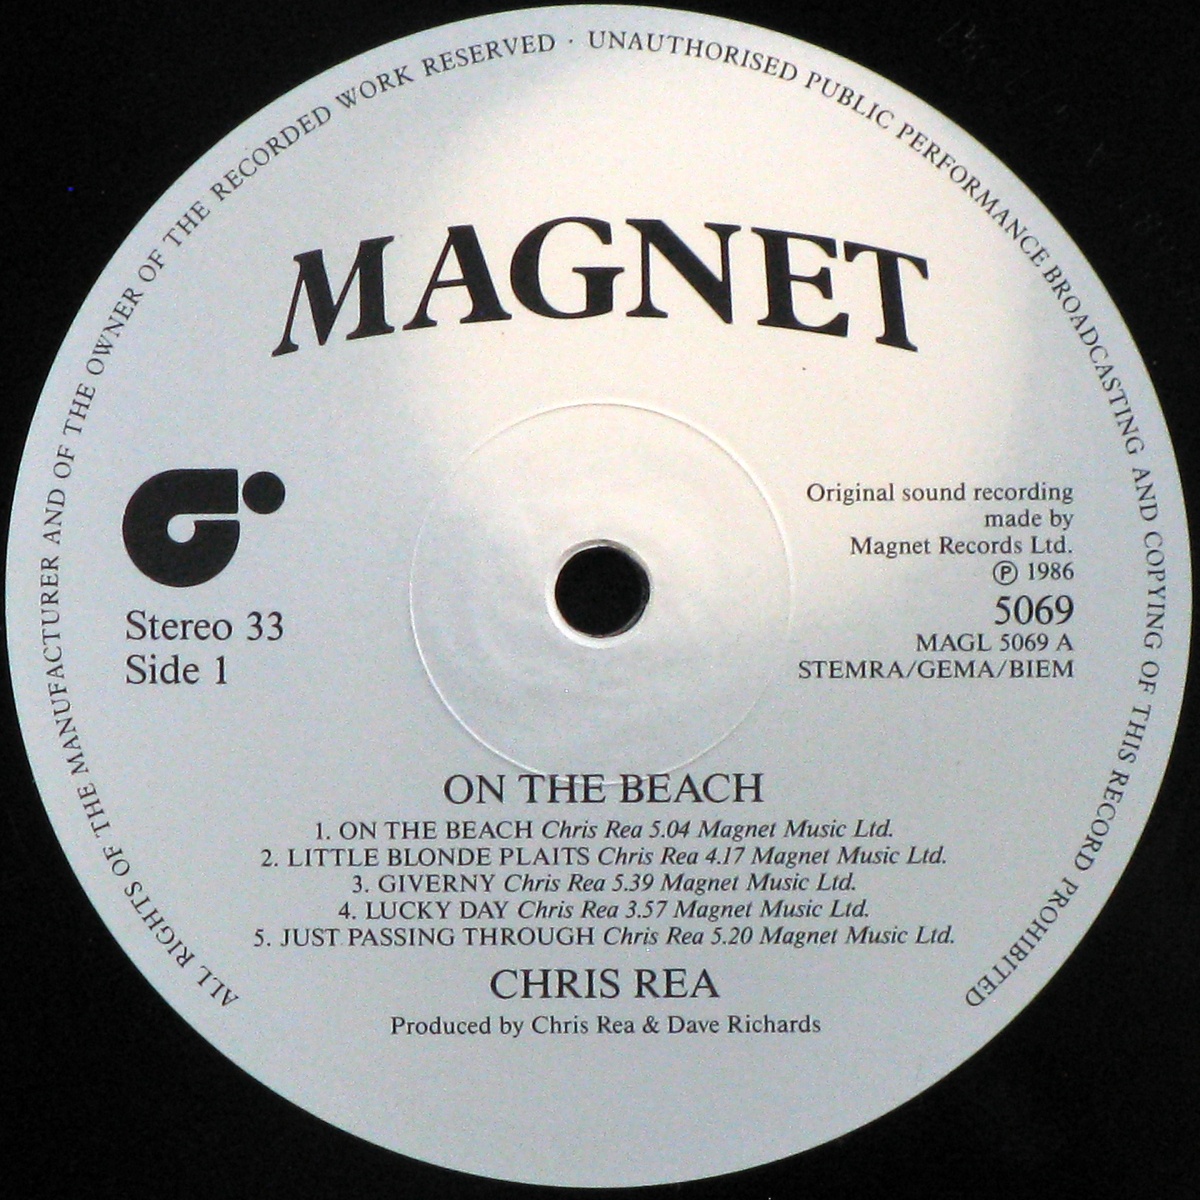 ALL RIGHTS OF THE MANUFACTURER AND OF THE OWNER OF THE RECORDED WORK RESERVED · UNAUTHORISED PUBLIC PERFORMANCE BROADCASTING AND COPYING OF THIS RECORD PROHIBITED
MAGNET
Stereo 33
Side 1
Original sound recording
made by
Magnet Records Ltd.
Ⓟ 1986
5069
MAGL 5069 A
STEMRA/GEMA/BIEM
ON THE BEACH
1. ON THE BEACH Chris Rea 5.04 Magnet Music Ltd.
2. LITTLE BLONDE PLAITS Chris Rea 4.17 Magnet Music Ltd.
3. GIVERNY Chris Rea 5.39 Magnet Music Ltd.
4. LUCKY DAY Chris Rea 3.57 Magnet Music Ltd.
5. JUST PASSING THROUGH Chris Rea 5.20 Magnet Music Ltd.
CHRIS REA
Produced by Chris Rea & Dave Richards